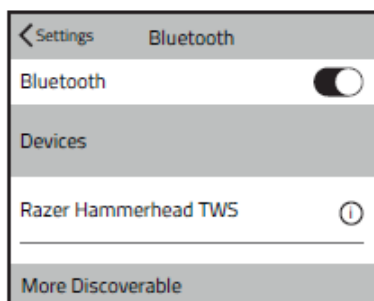 Settings Bluetooth
Bluetooth
Devices
Razer Hammerhead TWS
More Discoverable